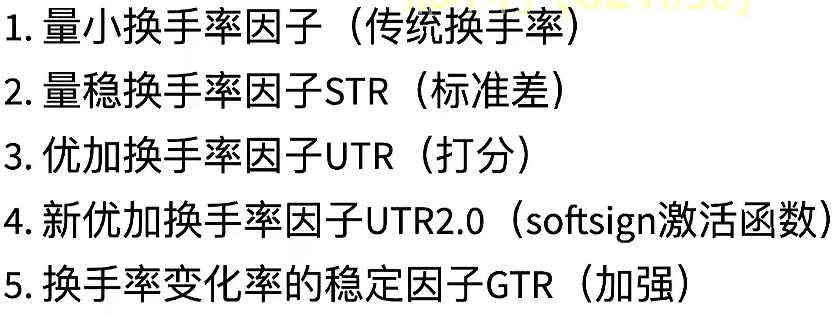 1. 量小换手率因子（传统换手率）
2. 量稳换手率因子STR（标准差）
3. 优加换手率因子UTR（打分）
4. 新优加换手率因子UTR2.0（softsign激活函数）
5. 换手率变化率的稳定因子GTR（加强）